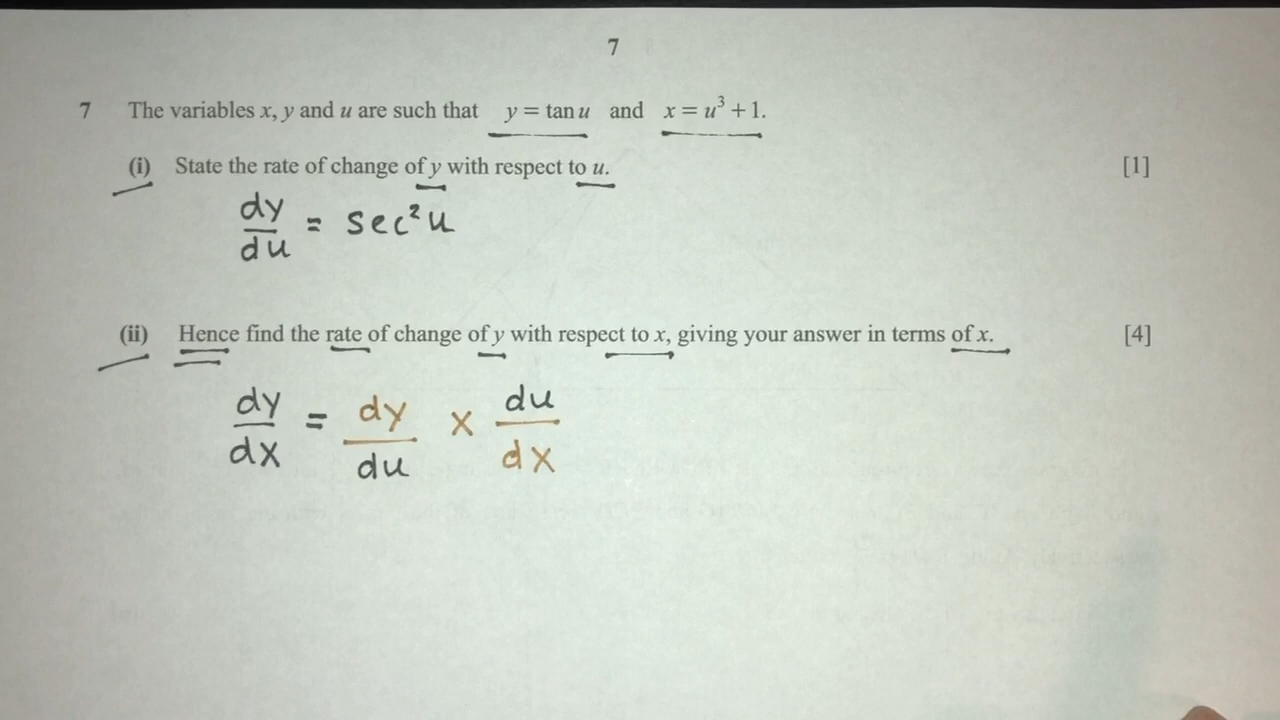 7
7 The variables x, y and u are such that y = tan u and x = u³ + 1.
(i) State the rate of change of y with respect to u. [1]
dy/du = sec²u
(ii) Hence find the rate of change of y with respect to x, giving your answer in terms of x. [4]
dy/dx = dy/du × du/dx